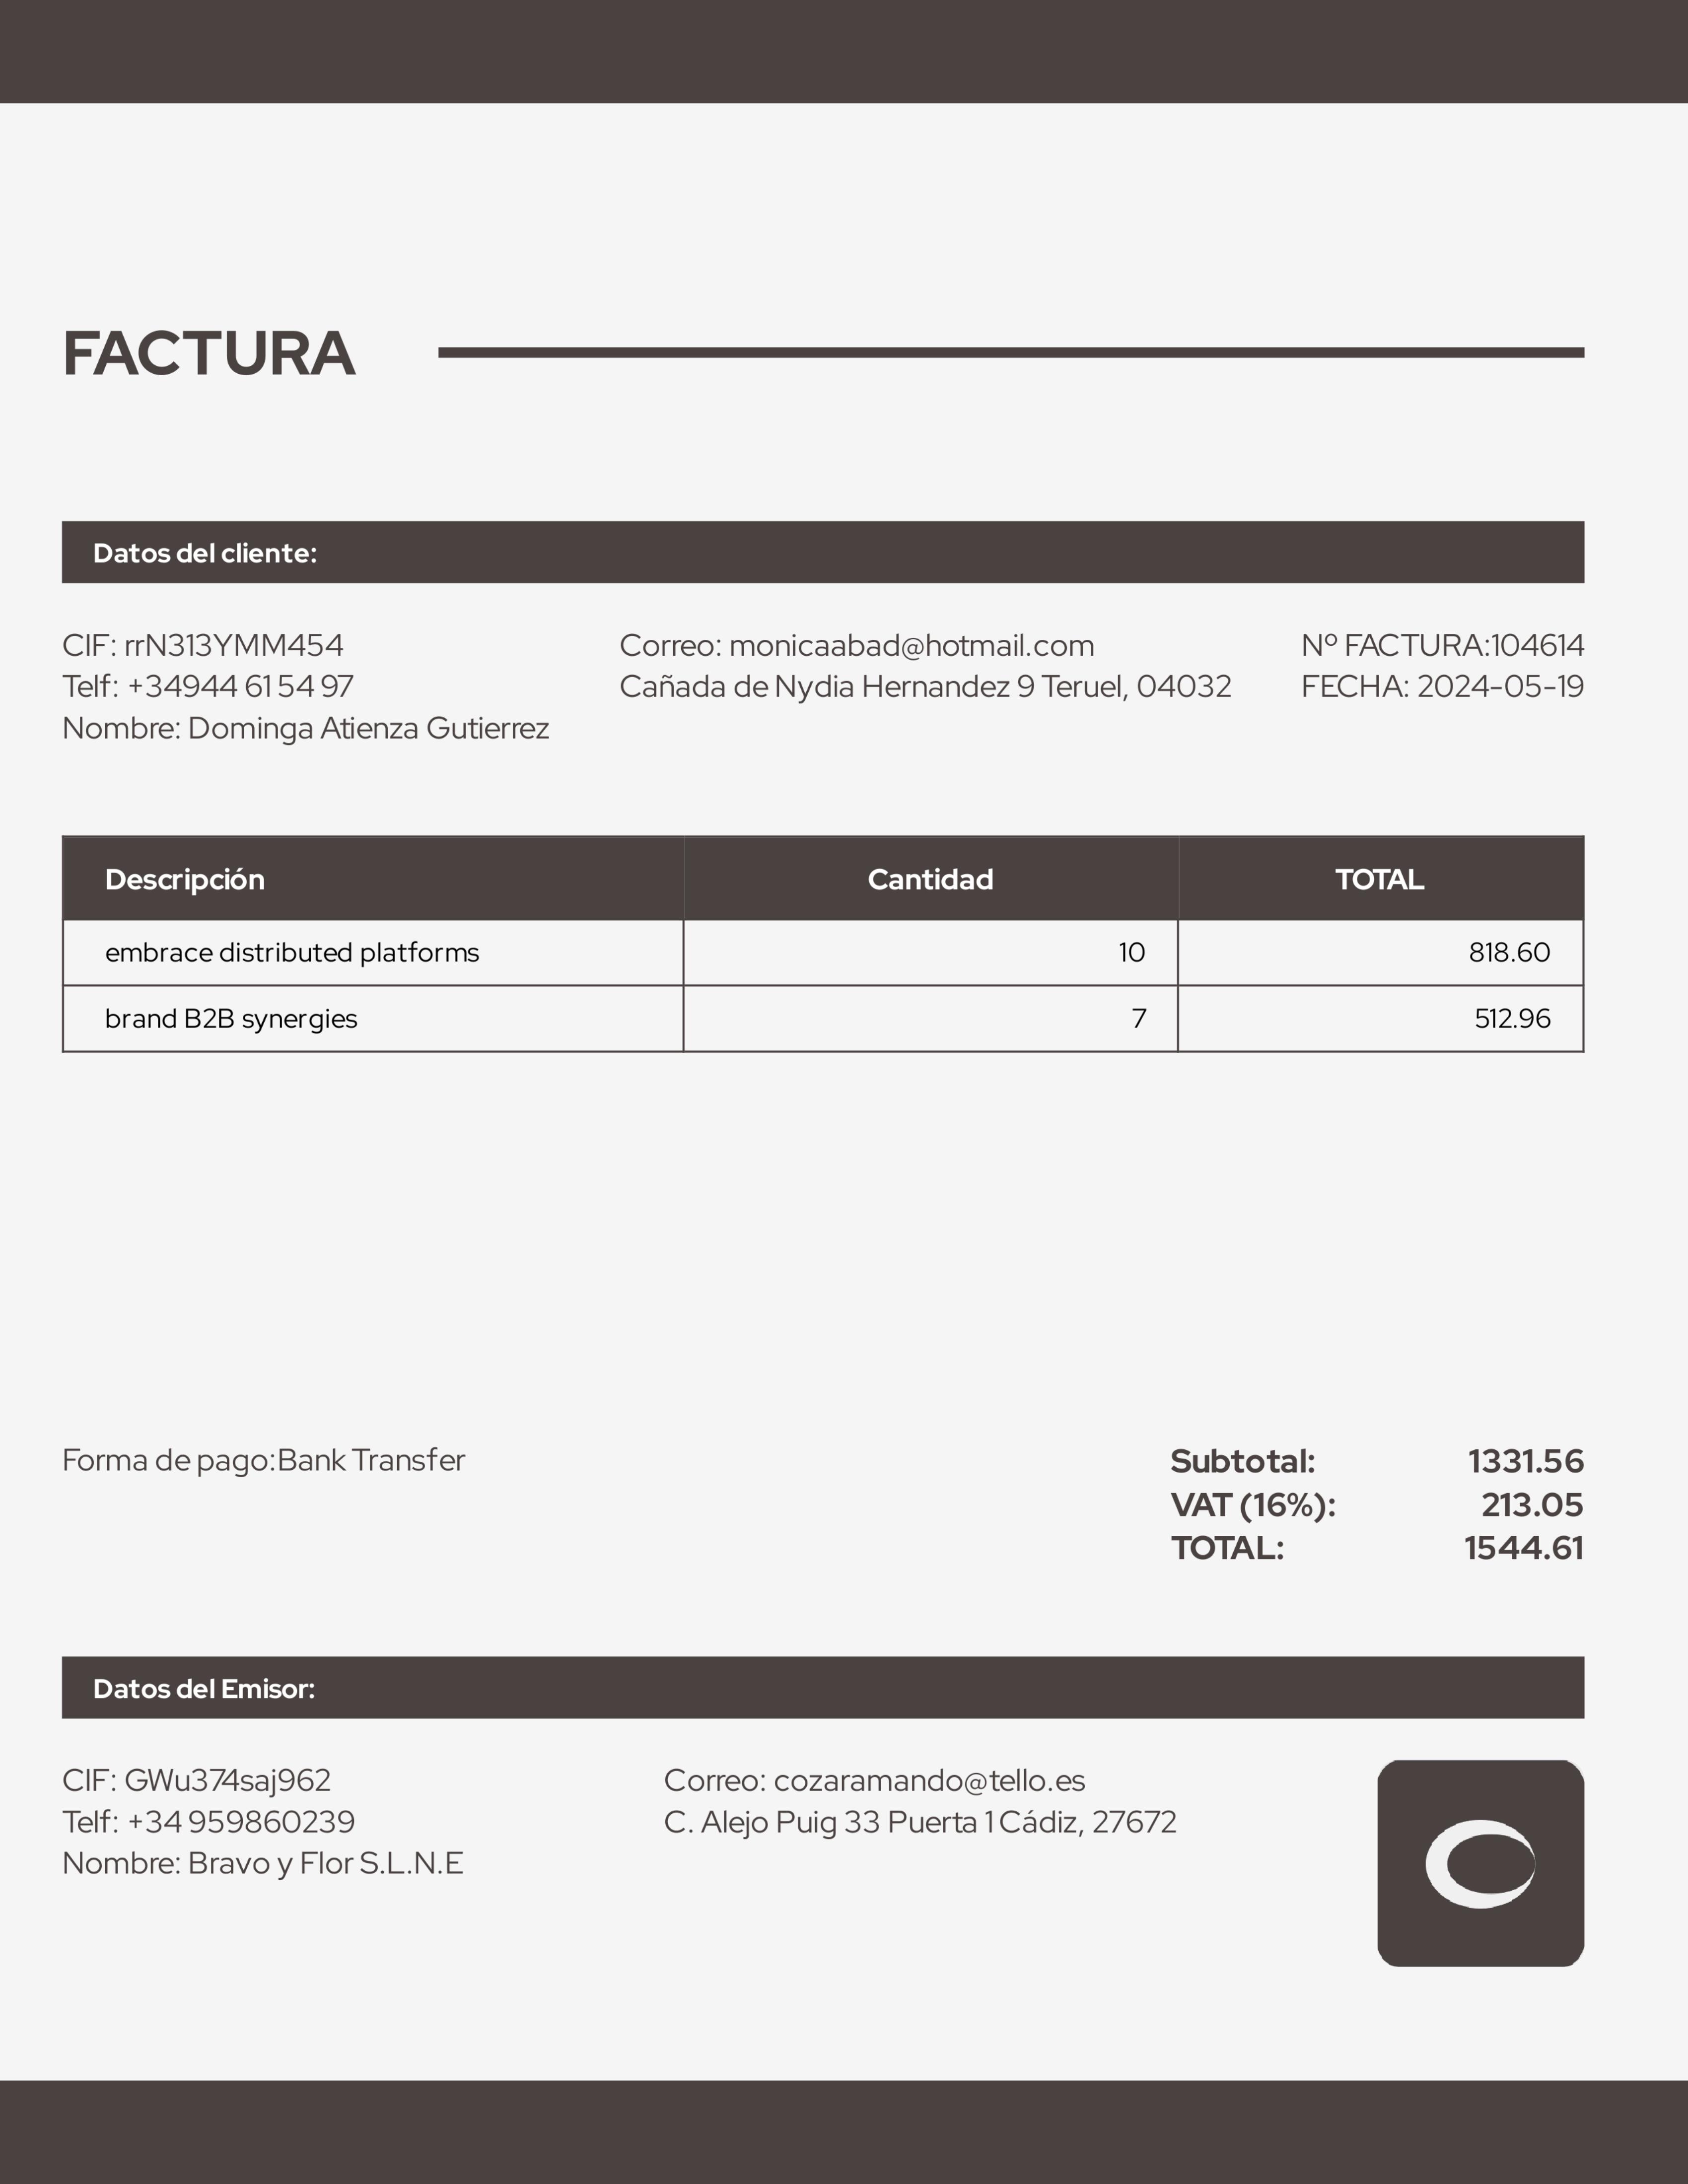 FACTURA
Datos del cliente:
CIF: rrN313YMM454
Telf: +34944 61 54 97
Nombre: Dominga Atienza Gutierrez
Correo: monicaabad@hotmail.com
Cañada de Nydia Hernandez 9 Teruel, 04032
Nº FACTURA:104614
FECHA: 2024-05-19
Descripción Cantidad TOTAL
embrace distributed platforms 10 818.60
brand B2B synergies 7 512.96
Forma de pago:Bank Transfer
Subtotal: 1331.56
VAT (16%): 213.05
TOTAL: 1544.61
Datos del Emisor:
CIF: GWu374saj962
Telf: +34 959860239
Nombre: Bravo y Flor S.L.N.E
Correo: cozaramando@tello.es
C. Alejo Puig 33 Puerta 1 Cádiz, 27672